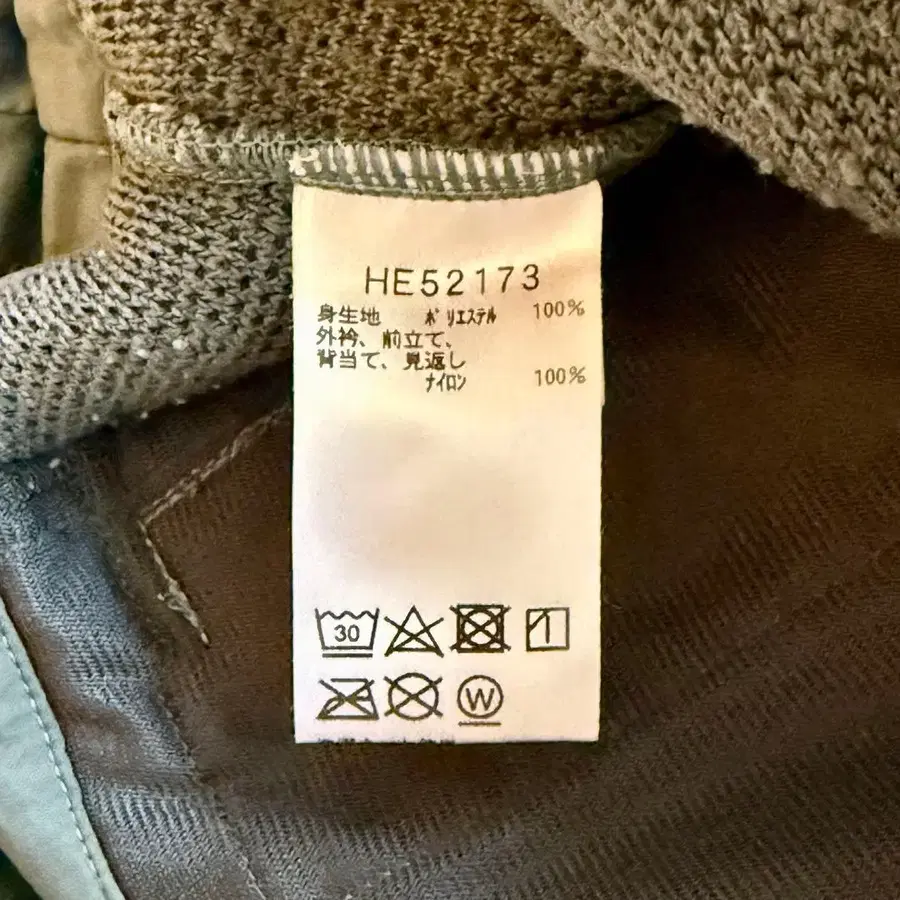 HE52173
身生地 ﾎﾟﾘｴｽﾃﾙ 100%
外衿、前立て、
背当て、見返し
ﾅｲﾛﾝ 100%
30
W